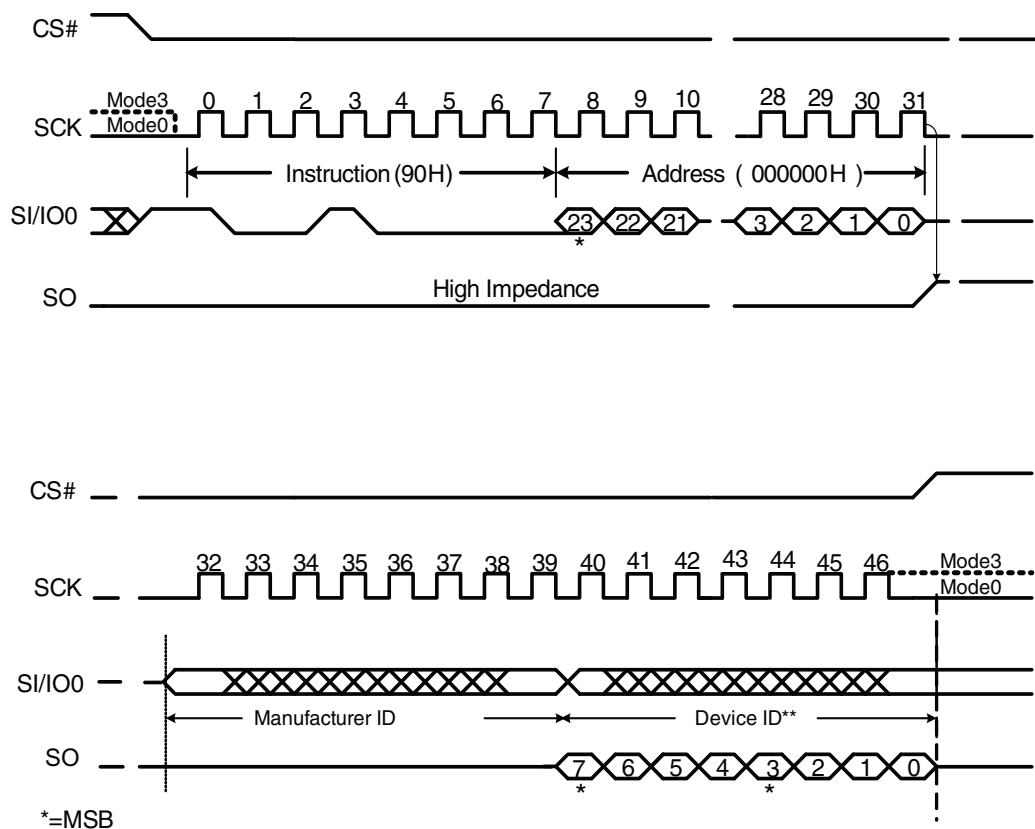 CS#
Mode3
0 1 2 3 4 5 6 7 8 9 10 28 29 30 31
SCK
Mode0
Instruction (90H)
Address ( 000000H )
SI/IO0
23 22 21 3 2 1 0
*
High Impedance
SO
CS#
32 33 34 35 36 37 38 39 40 41 42 43 44 45 46
Mode3
SCK
Mode0
SI/IO0
Manufacturer ID
Device ID**
SO
7 6 5 4 3 2 1 0
* *
*=MSB